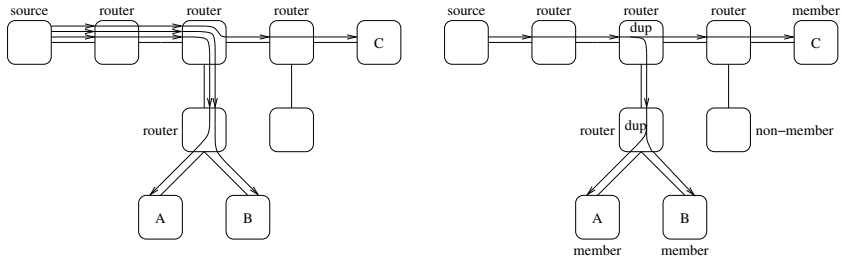 source router router router
C
router
A B
source router router router member
dup
C
router dup non−member
A B
member member